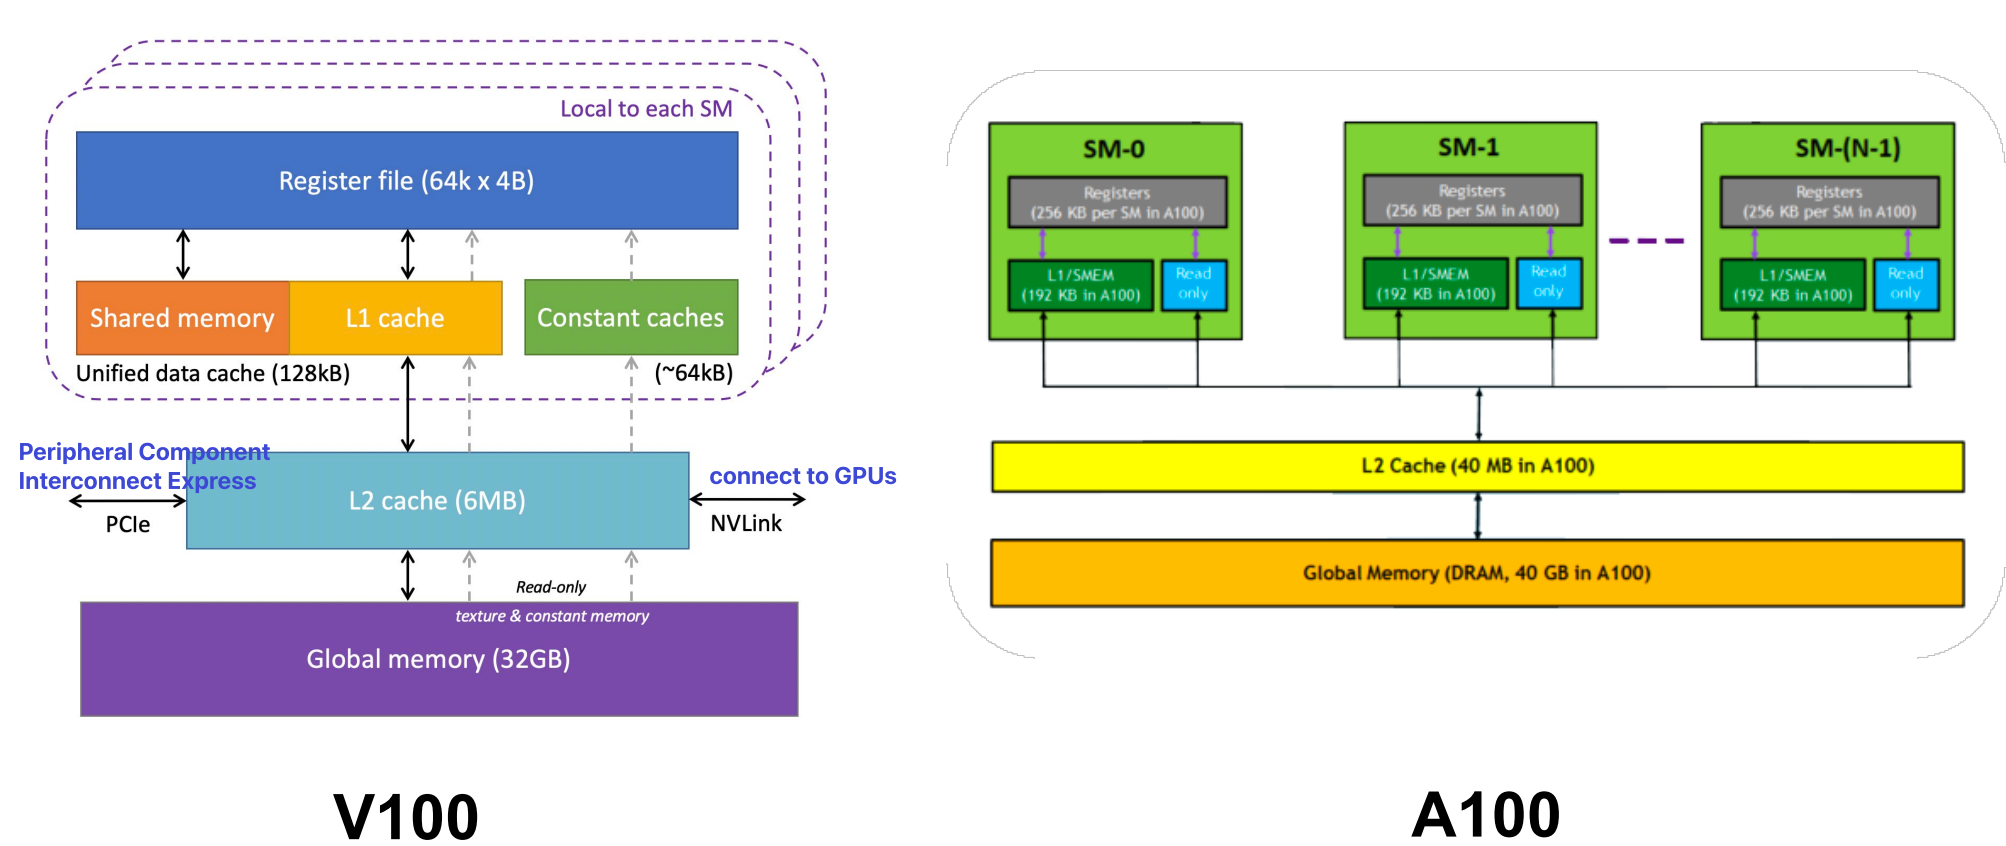 Local to each SM
Register file (64k x 4B)
Shared memory
L1 cache
Constant caches
Unified data cache (128kB)
(~64kB)
Peripheral Component
Interconnect Express
PCIe
L2 cache (6MB)
connect to GPUs
NVLink
Read-only
texture & constant memory
Global memory (32GB)
V100
SM-0
Registers
(256 KB per SM in A100)
L1/SMEM
(192 KB in A100)
Read
only
SM-1
Registers
(256 KB per SM in A100)
L1/SMEM
(192 KB in A100)
Read
only
SM-(N-1)
Registers
(256 KB per SM in A100)
L1/SMEM
(192 KB in A100)
Read
only
L2 Cache (40 MB in A100)
Global Memory (DRAM, 40 GB in A100)
A100